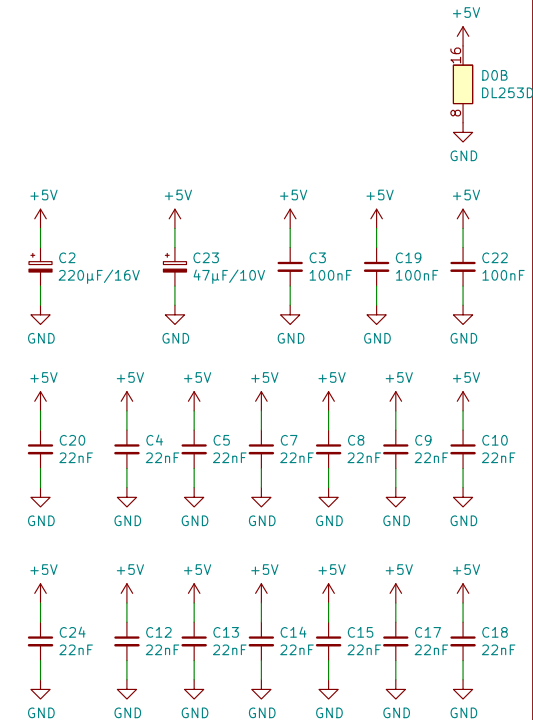 +5V
16
D0B
DL253D
8
GND
+5V +5V +5V +5V +5V
+ C2 + C23 C3 C19 C22
220µF/16V 47µF/10V 100nF 100nF 100nF
GND GND GND GND GND
+5V +5V +5V +5V +5V +5V +5V
C20 C4 C5 C7 C8 C9 C10
22nF 22nF 22nF 22nF 22nF 22nF 22nF
GND GND GND GND GND GND GND
+5V +5V +5V +5V +5V +5V +5V
C24 C12 C13 C14 C15 C17 C18
22nF 22nF 22nF 22nF 22nF 22nF 22nF
GND GND GND GND GND GND GND